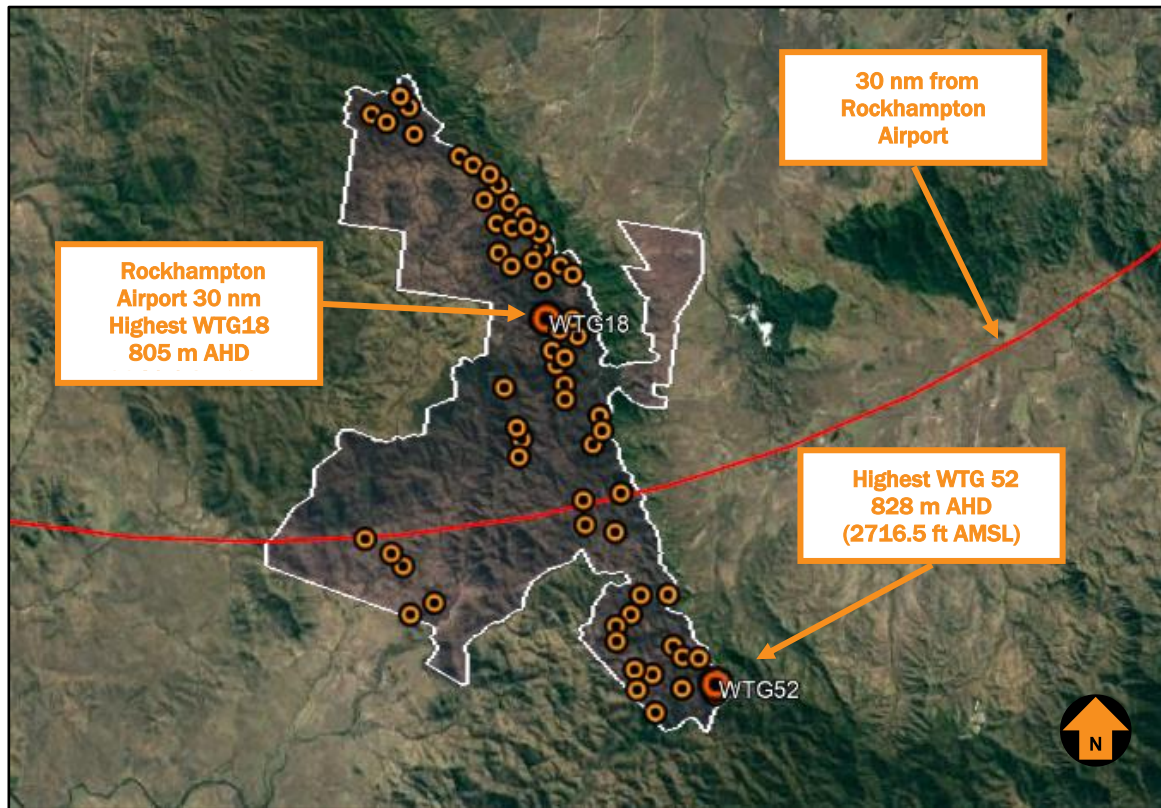 30 nm from
Rockhampton
Airport
Rockhampton
Airport 30 nm
Highest WTG18
805 m AHD
WTG18
Highest WTG 52
828 m AHD
(2716.5 ft AMSL)
WTG52
N